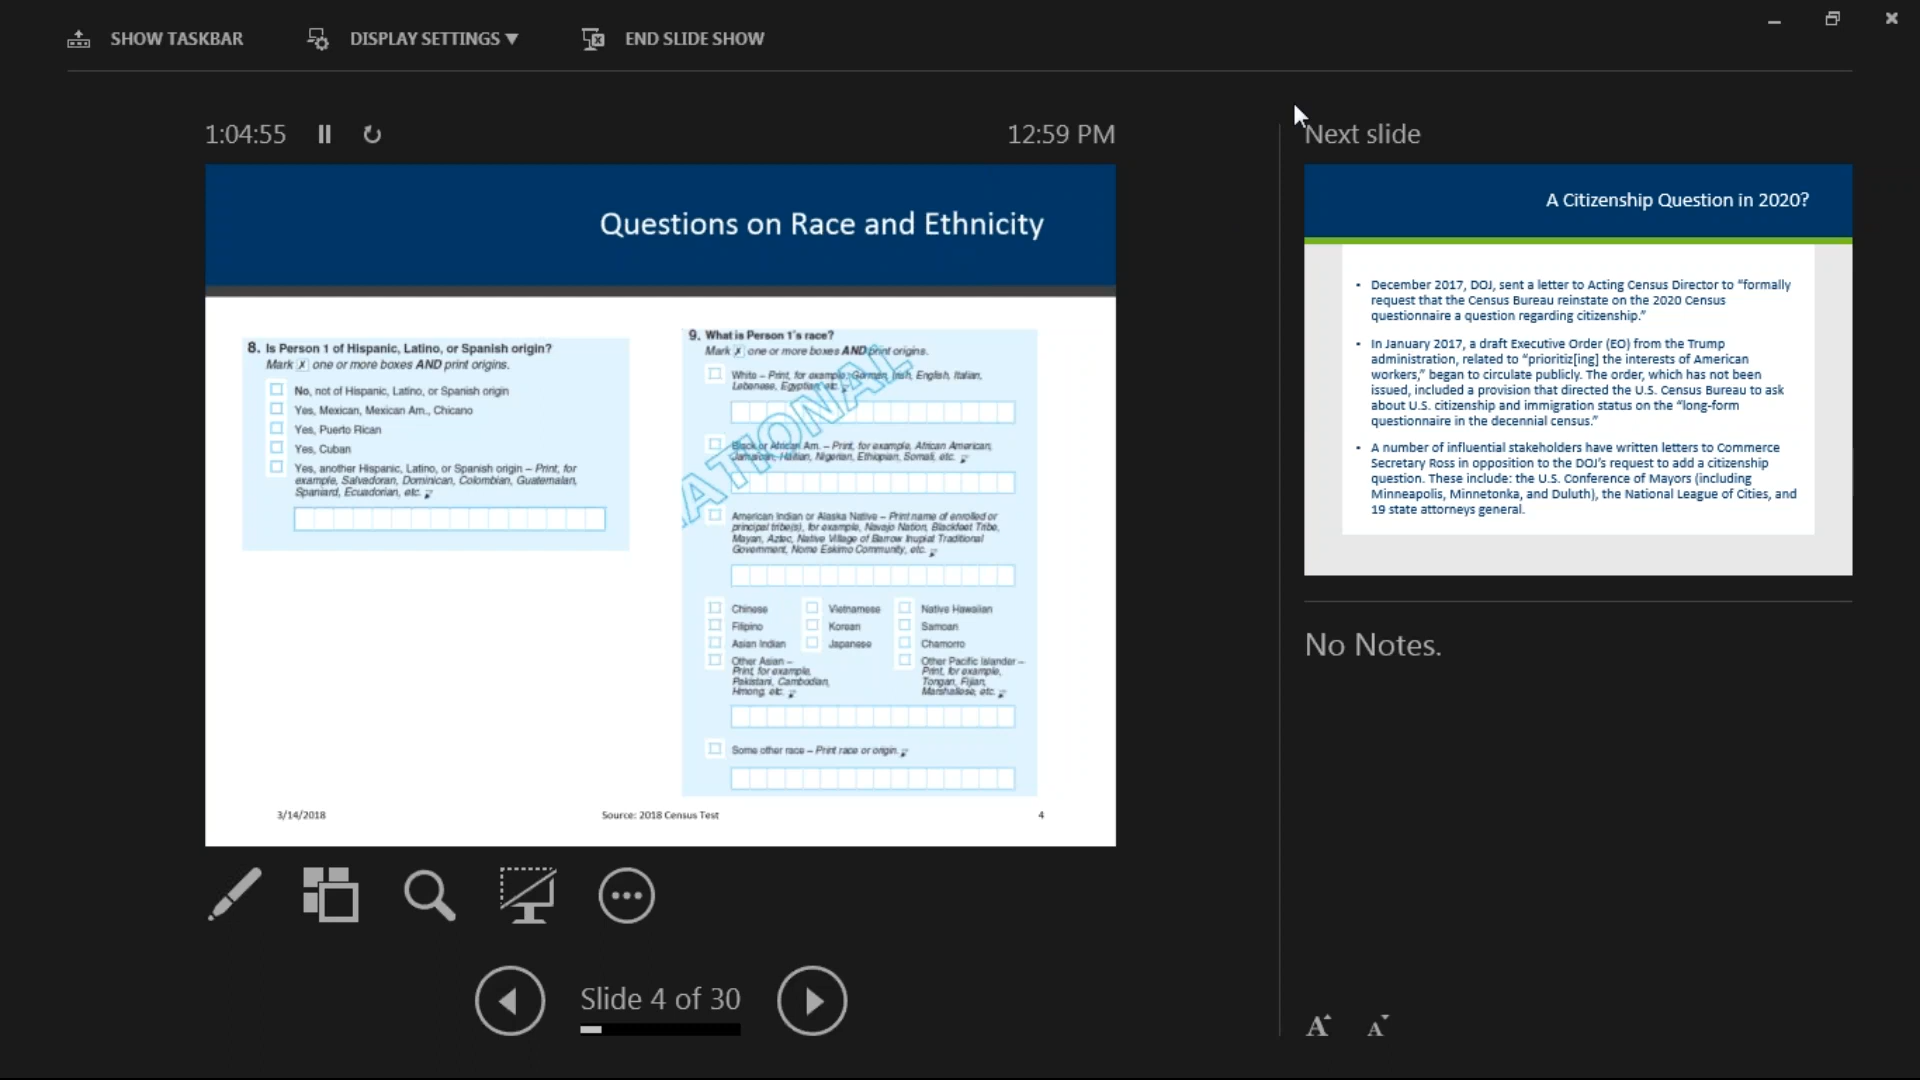 SHOW TASKBAR
DISPLAY SETTINGS ▼
END SLIDE SHOW
1:04:55
12:59 PM
Questions on Race and Ethnicity
8. Is Person 1 of Hispanic, Latino, or Spanish origin?
Mark X one or more boxes AND print origins.
No, not of Hispanic, Latino, or Spanish origin
Yes, Mexican, Mexican Am., Chicano
Yes, Puerto Rican
Yes, Cuban
Yes, another Hispanic, Latino, or Spanish origin – Print, for
example, Salvadoran, Dominican, Colombian, Guatemalan,
Spaniard, Ecuadorian, etc.
9. What is Person 1's race?
Mark X one or more boxes AND print origins.
White – Print, for example, German, Irish, English, Italian,
Lebanese, Egyptian, etc.
Black or African Am. – Print, for example, African American,
Jamaican, Haitian, Nigerian, Ethiopian, Somali, etc.
American Indian or Alaska Native – Print name of enrolled or
principal tribe(s), for example, Navajo Nation, Blackfeet Tribe,
Mayan, Aztec, Native Village of Barrow Inupiat Traditional
Government, Nome Eskimo Community, etc.
Chinese Vietnamese Native Hawaiian
Filipino Korean Samoan
Asian Indian Japanese Chamorro
Other Asian –
Print, for example,
Pakistani, Cambodian,
Hmong, etc.
Other Pacific Islander –
Print, for example,
Tongan, Fijian,
Marshallese, etc.
Some other race – Print race or origin.
ATIONAL
3/14/2018
Source: 2018 Census Test
4
Slide 4 of 30
Next slide
A Citizenship Question in 2020?
• December 2017, DOJ, sent a letter to Acting Census Director to “formally
request that the Census Bureau reinstate on the 2020 Census
questionnaire a question regarding citizenship.”
• In January 2017, a draft Executive Order (EO) from the Trump
administration, related to “prioritiz[ing] the interests of American
workers,” began to circulate publicly. The order, which has not been
issued, included a provision that directed the U.S. Census Bureau to ask
about U.S. citizenship and immigration status on the “long-form
questionnaire in the decennial census.”
• A number of influential stakeholders have written letters to Commerce
Secretary Ross in opposition to the DOJ’s request to add a citizenship
question. These include: the U.S. Conference of Mayors (including
Minneapolis, Minnetonka, and Duluth), the National League of Cities, and
19 state attorneys general.
No Notes.
A A